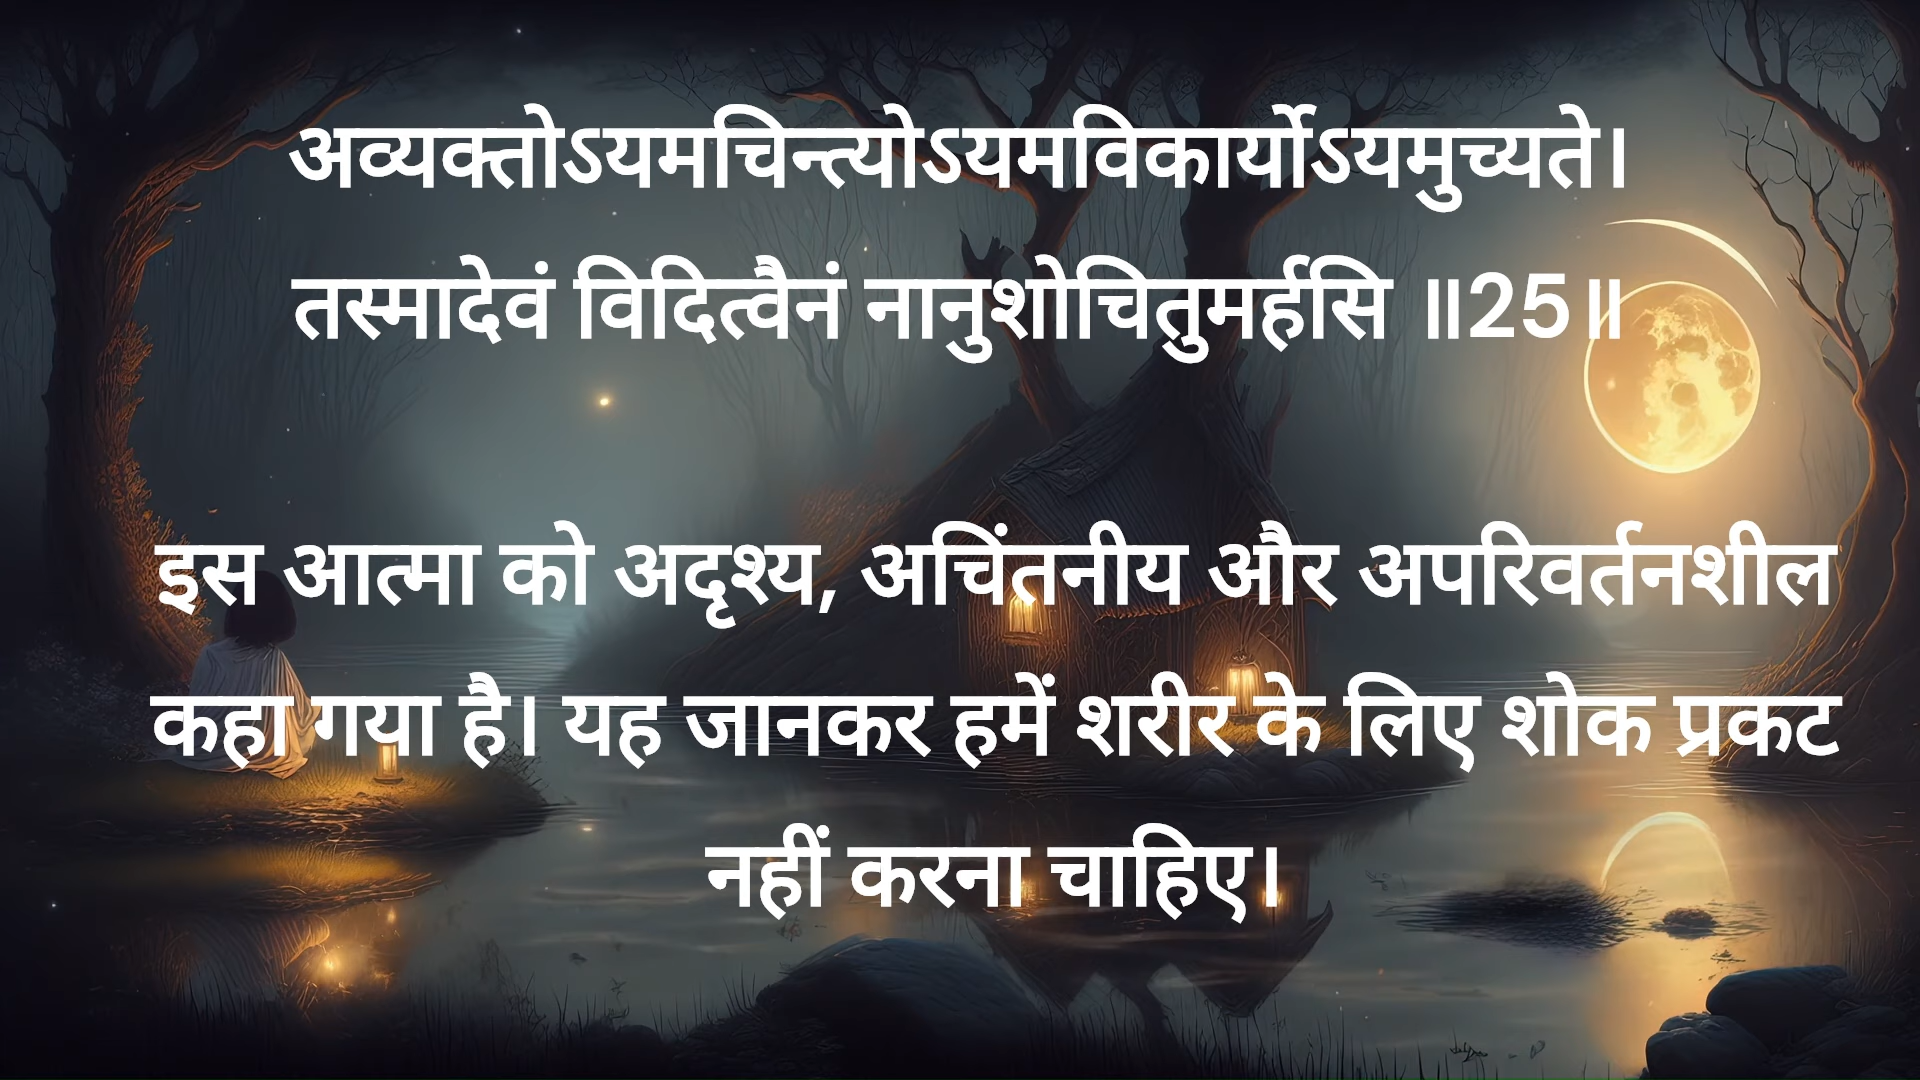 अव्यक्तोऽयमचिन्त्योऽयमविकार्योऽयमुच्यते।
तस्मादेवं विदित्वैनं नानुशोचितुमर्हसि ॥25॥
इस आत्मा को अदृश्य, अचिंतनीय और अपरिवर्तनशील
कहा गया है। यह जानकर हमें शरीर के लिए शोक प्रकट
नहीं करना चाहिए।